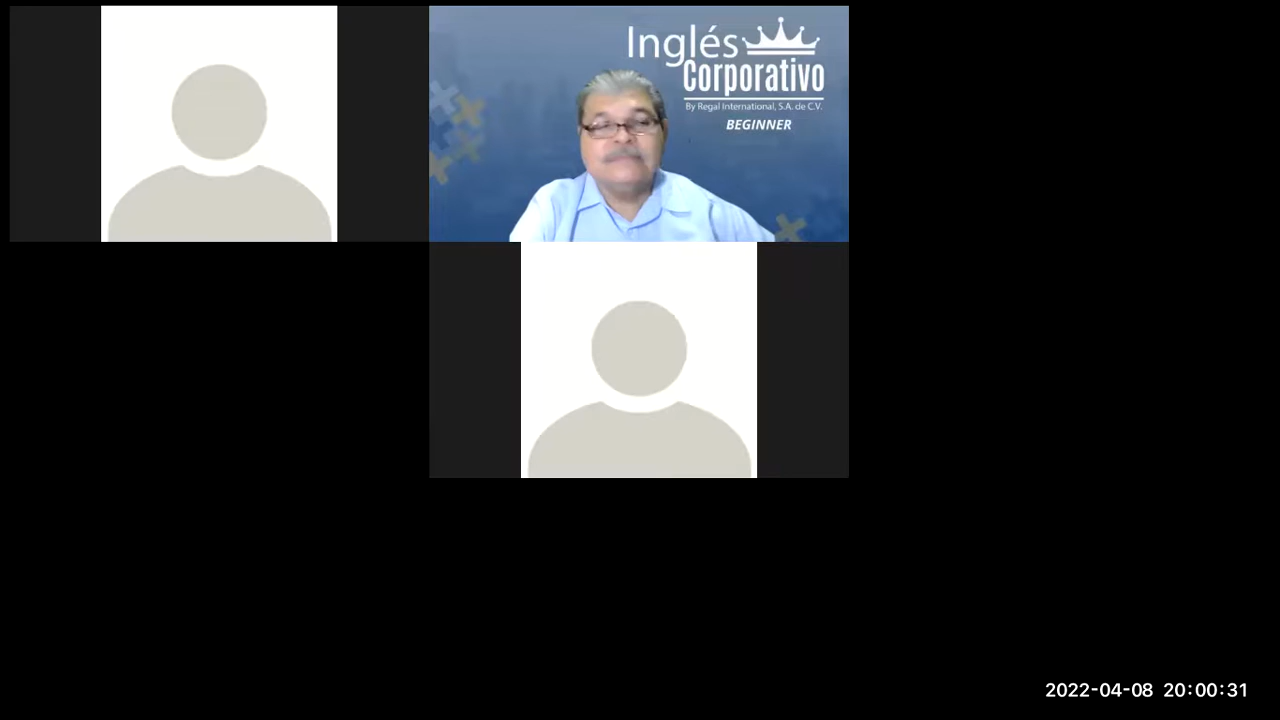 Inglés
Corporativo
By Regal International, S.A. de C.V.
BEGINNER
2022-04-08 20:00:31